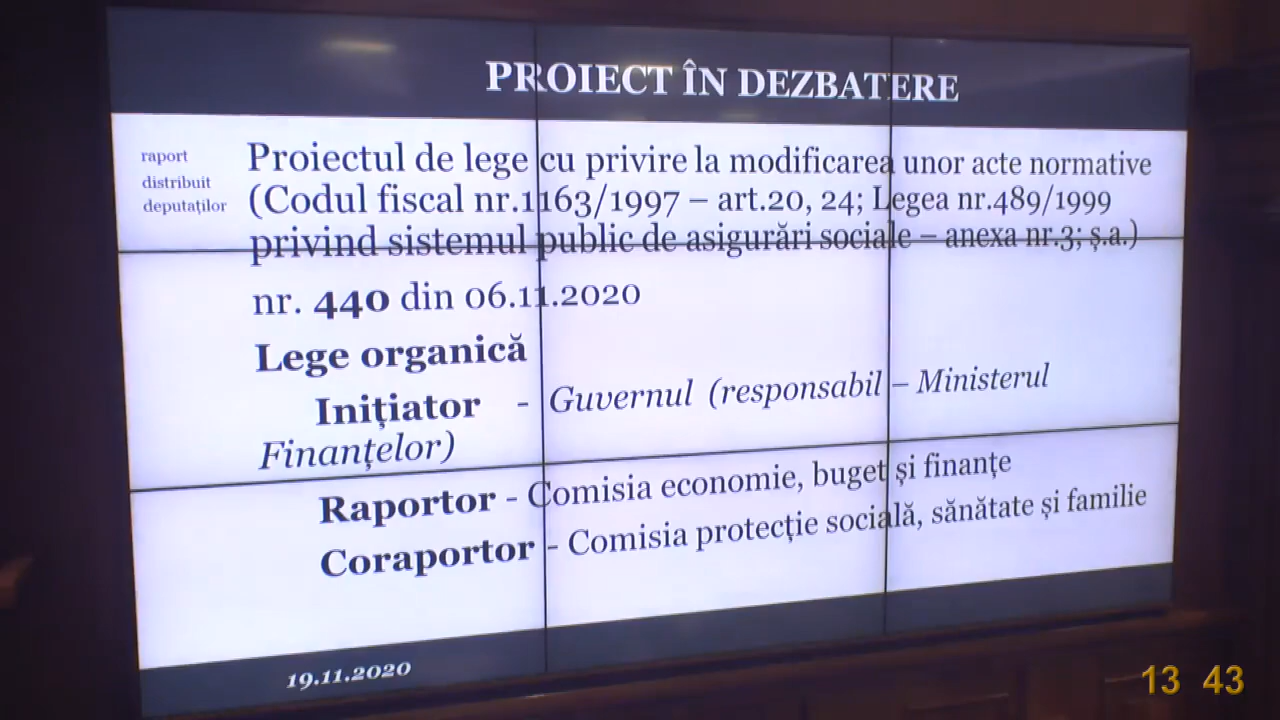 PROIECT ÎN DEZBATERE
raport
distribuit
deputaților
Proiectul de lege cu privire la modificarea unor acte normative
(Codul fiscal nr.1163/1997 – art.20, 24; Legea nr.489/1999
privind sistemul public de asigurări sociale – anexa nr.3; ș.a.)
nr. 440 din 06.11.2020
Lege organică
Inițiator - Guvernul (responsabil – Ministerul
Finanțelor)
Raportor - Comisia economie, buget și finanțe
Coraportor - Comisia protecție socială, sănătate și familie
19.11.2020
13 43